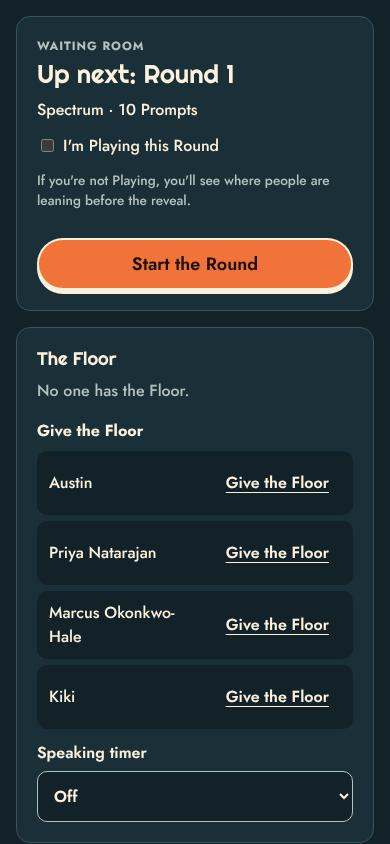 WAITING ROOM
Up next: Round 1
Spectrum · 10 Prompts
I'm Playing this Round
If you're not Playing, you'll see where people are
leaning before the reveal.
Start the Round
The Floor
No one has the Floor.
Give the Floor
Austin
Give the Floor
Priya Natarajan
Give the Floor
Marcus Okonkwo-
Hale
Give the Floor
Kiki
Give the Floor
Speaking timer
Off